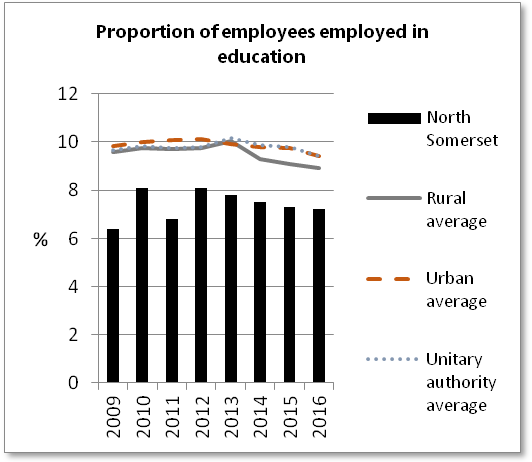 Proportion of employees employed in
education
12
10
8
6
4
2
0
%
2009
2010
2011
2012
2013
2014
2015
2016
North
Somerset
Rural
average
Urban
average
Unitary
authority
average